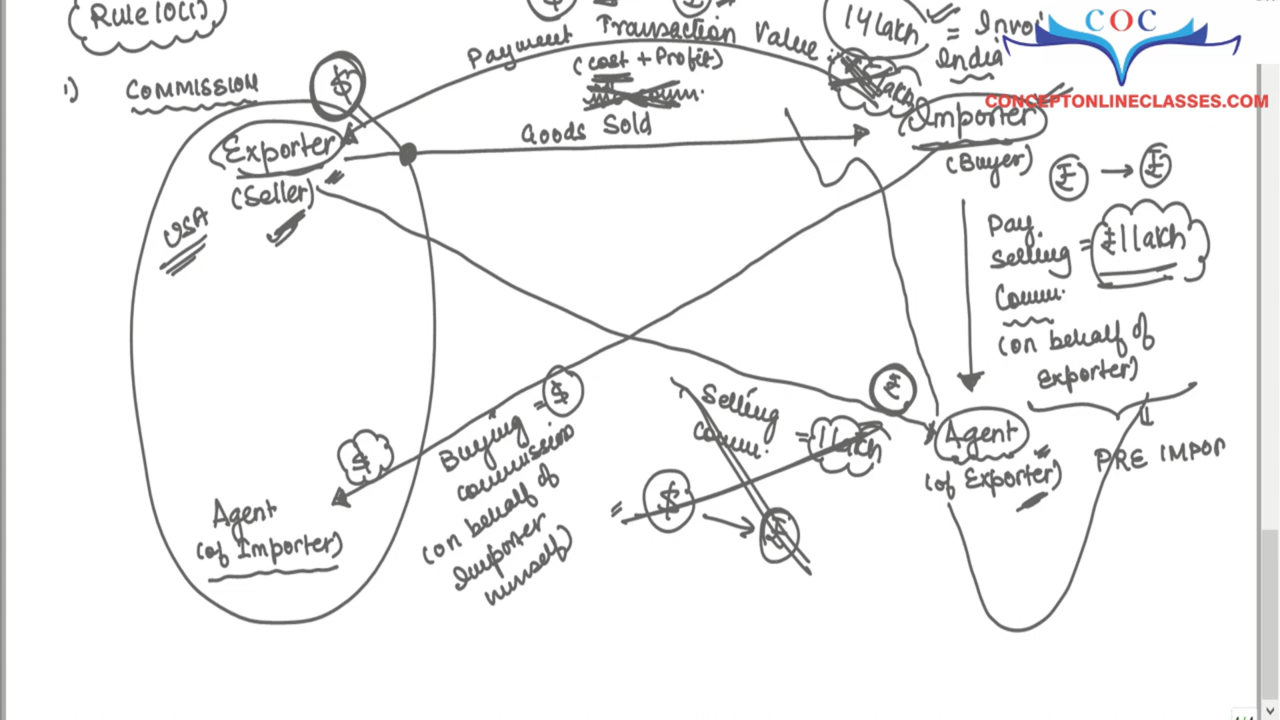 Rule 10(1)
1) COMMISSION
$
Payment Transaction Value :
(cost + Profit)
14 lakh
= Invoi
India
COC
CONCEPTONLINECLASSES.COM
Goods Sold
Exporter
(Seller)
USA
Importer
(Buyer)
₹ → ₹
Pay.
Selling = ₹1 lakh
Comm.
(on behalf of
Exporter)
PRE IMPOR
₹
Agent
(of Exporter)
Selling
Comm. = 1 lakh
= $
Buying = $
commission
(on behalf of
Importer
himself)
$
Agent
(of Importer)